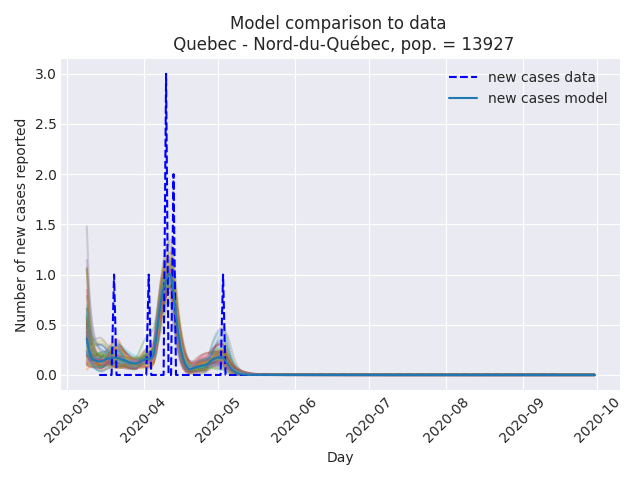 Model comparison to data
Quebec - Nord-du-Québec, pop. = 13927
new cases data
new cases model
Number of new cases reported
3.0
2.5
2.0
1.5
1.0
0.5
0.0
2020-03
2020-04
2020-05
2020-06
2020-07
2020-08
2020-09
2020-10
Day